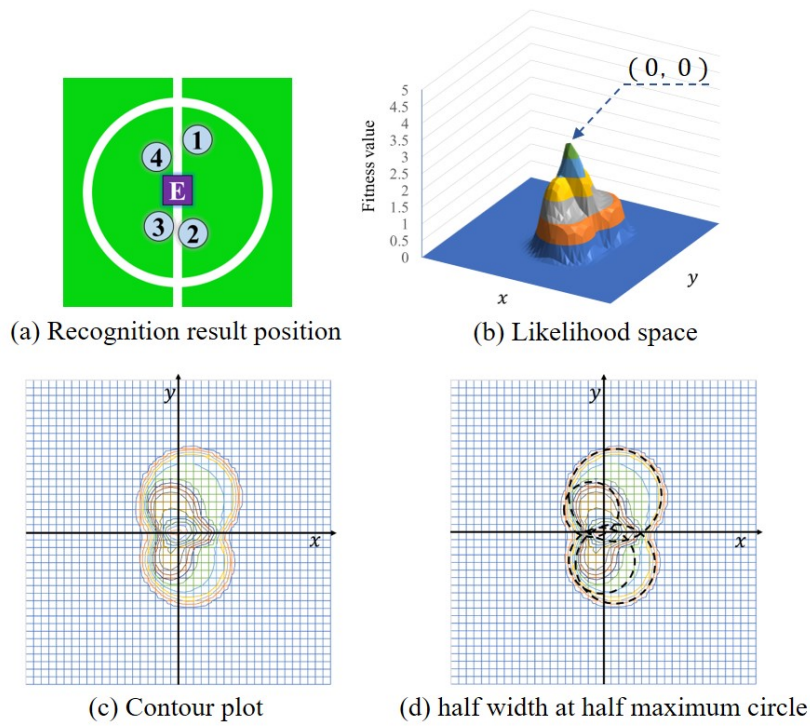 1
4
E
3
2
(a) Recognition result position
( 0, 0 )
5
4.5
4
3.5
3
2.5
2
1.5
1
0.5
0
Fitness value
x
y
(b) Likelihood space
y
x
(c) Contour plot
y
x
(d) half width at half maximum circle